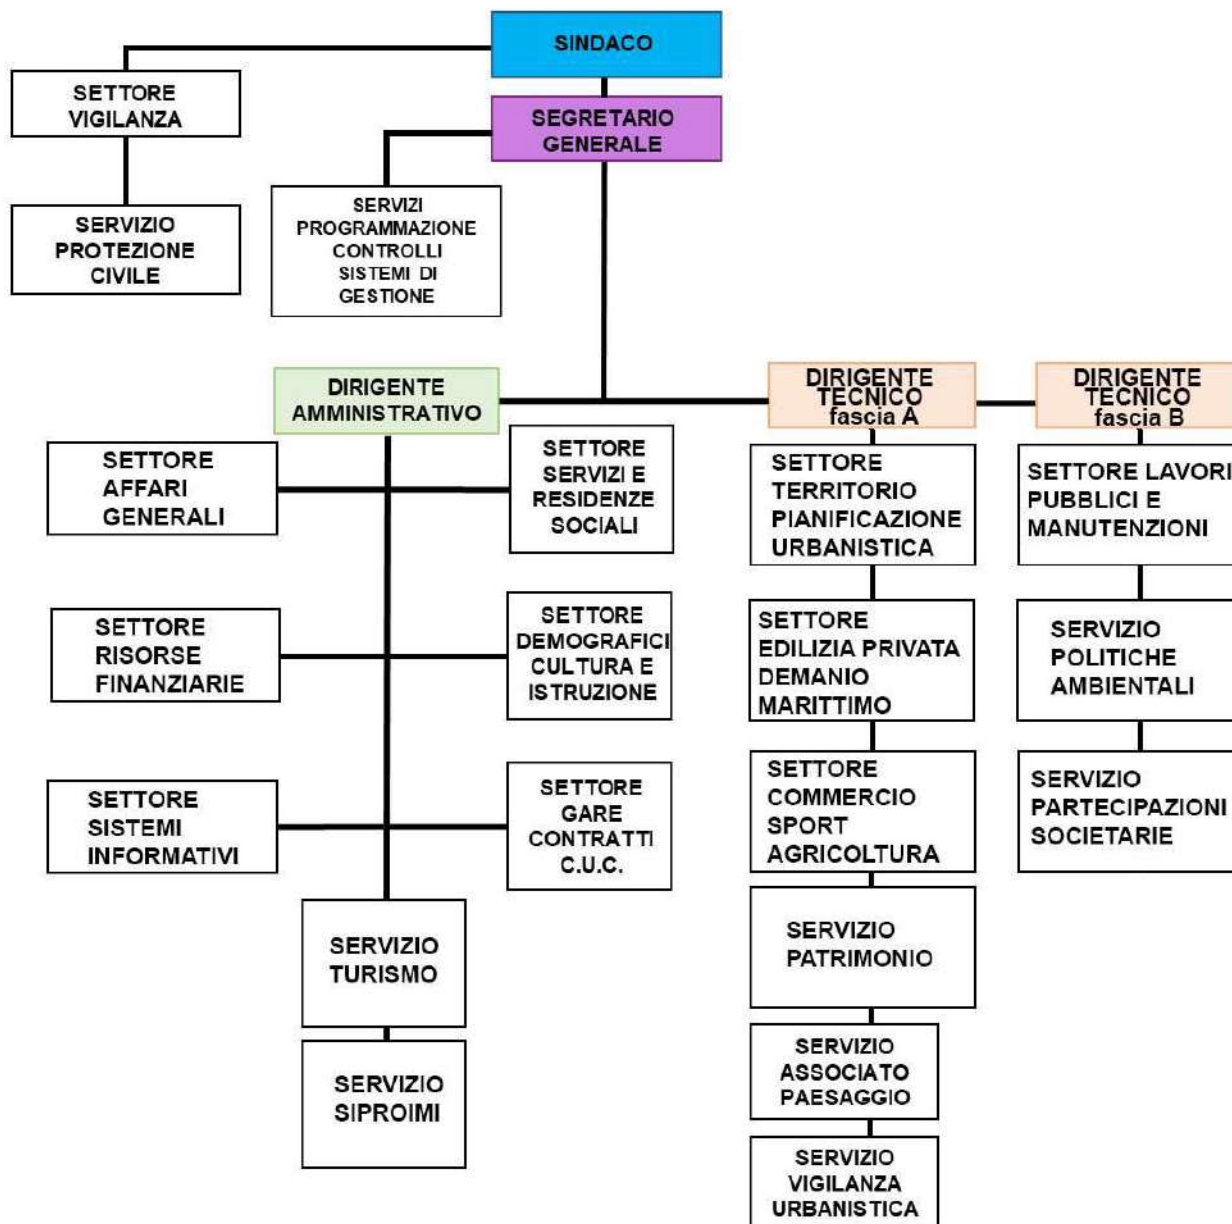 SINDACO
SETTORE
VIGILANZA
SEGRETARIO
GENERALE
SERVIZIO
PROTEZIONE
CIVILE
SERVIZI
PROGRAMMAZIONE
CONTROLLI
SISTEMI DI
GESTIONE
DIRIGENTE
AMMINISTRATIVO
DIRIGENTE
TECNICO
fascia A
DIRIGENTE
TECNICO
fascia B
SETTORE
AFFARI
GENERALI
SETTORE
SERVIZI E
RESIDENZE
SOCIALI
SETTORE
TERRITORIO
PIANIFICAZIONE
URBANISTICA
SETTORE LAVORI
PUBBLICI E
MANUTENZIONI
SETTORE
RISORSE
FINANZIARIE
SETTORE
DEMOGRAFICI
CULTURA E
ISTRUZIONE
SETTORE
EDILIZIA PRIVATA
DEMANIO
MARITTIMO
SERVIZIO
POLITICHE
AMBIENTALI
SETTORE
SISTEMI
INFORMATIVI
SETTORE
GARE
CONTRATTI
C.U.C.
SETTORE
COMMERCIO
SPORT
AGRICOLTURA
SERVIZIO
PARTECIPAZIONI
SOCIETARIE
SERVIZIO
TURISMO
SERVIZIO
PATRIMONIO
SERVIZIO
SIPROIMI
SERVIZIO
ASSOCIATO
PAESAGGIO
SERVIZIO
VIGILANZA
URBANISTICA